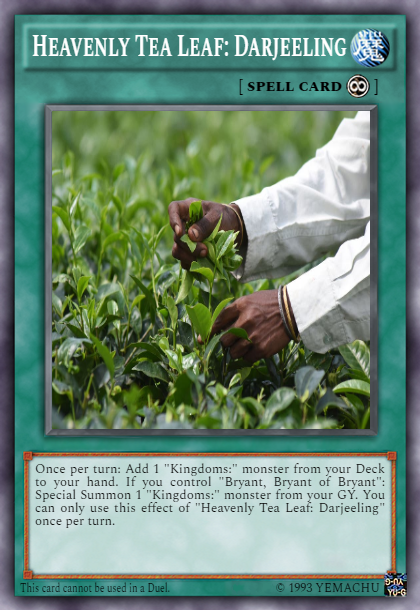 Heavenly Tea Leaf: Darjeeling
[ SPELL CARD ]
Once per turn: Add 1 "Kingdoms:" monster from your Deck
to your hand. If you control "Bryant, Bryant of Bryant":
Special Summon 1 "Kingdoms:" monster from your GY. You
can only use this effect of "Heavenly Tea Leaf: Darjeeling"
once per turn.
This card cannot be used in a Duel.
© 1993 YEMACHU